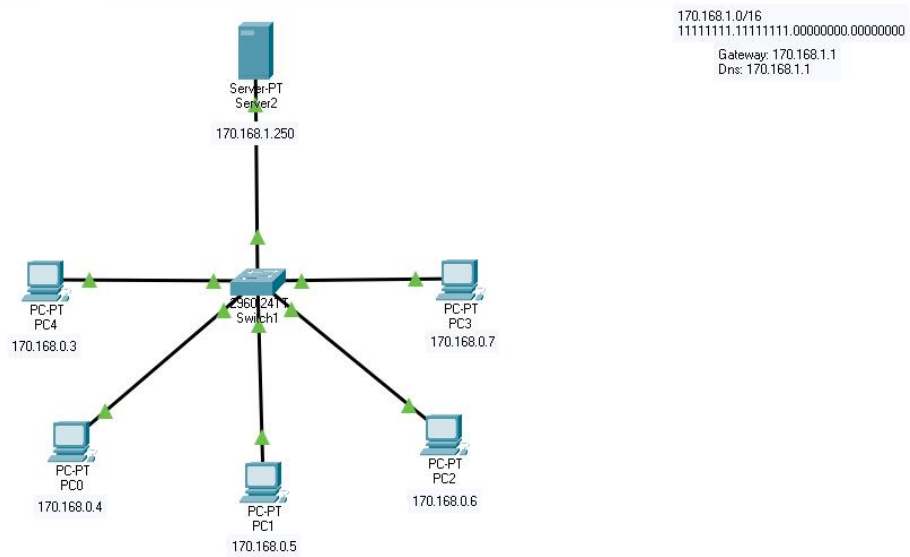 170.168.1.0/16
11111111.11111111.00000000.00000000
Gateway: 170.168.1.1
Dns: 170.168.1.1
Server-PT
Server2
170.168.1.250
PC-PT
PC4
170.168.0.3
2960-24TT
Switch1
PC-PT
PC3
170.168.0.7
PC-PT
PC0
170.168.0.4
PC-PT
PC1
170.168.0.5
PC-PT
PC2
170.168.0.6